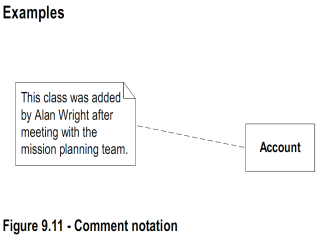 Examples
This class was added
by Alan Wright after
meeting with the
mission planning team.
Account
Figure 9.11 - Comment notation